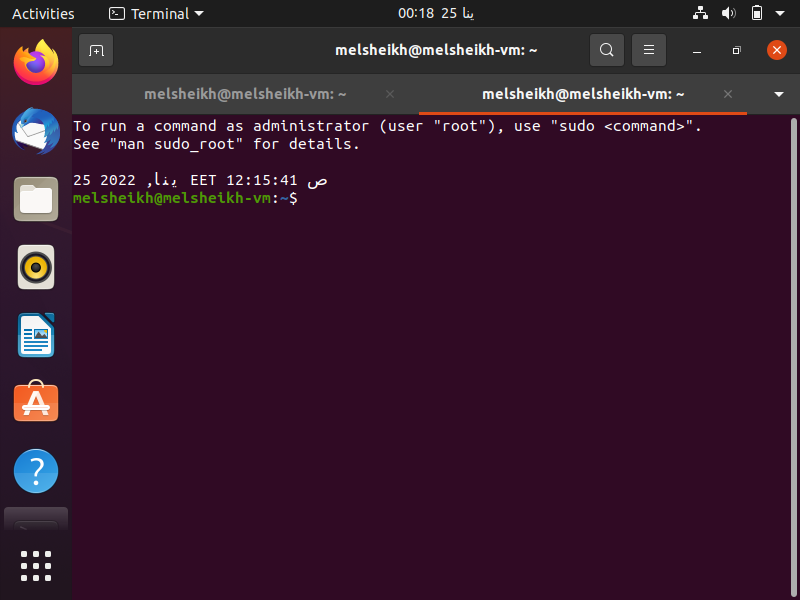 Activities Terminal 00:18 25 ينا
melsheikh@melsheikh-vm: ~
melsheikh@melsheikh-vm: ~ melsheikh@melsheikh-vm: ~
To run a command as administrator (user "root"), use "sudo <command>".
See "man sudo_root" for details.
25 2022 ,ينا EET 12:15:41 ص
melsheikh@melsheikh-vm:~$